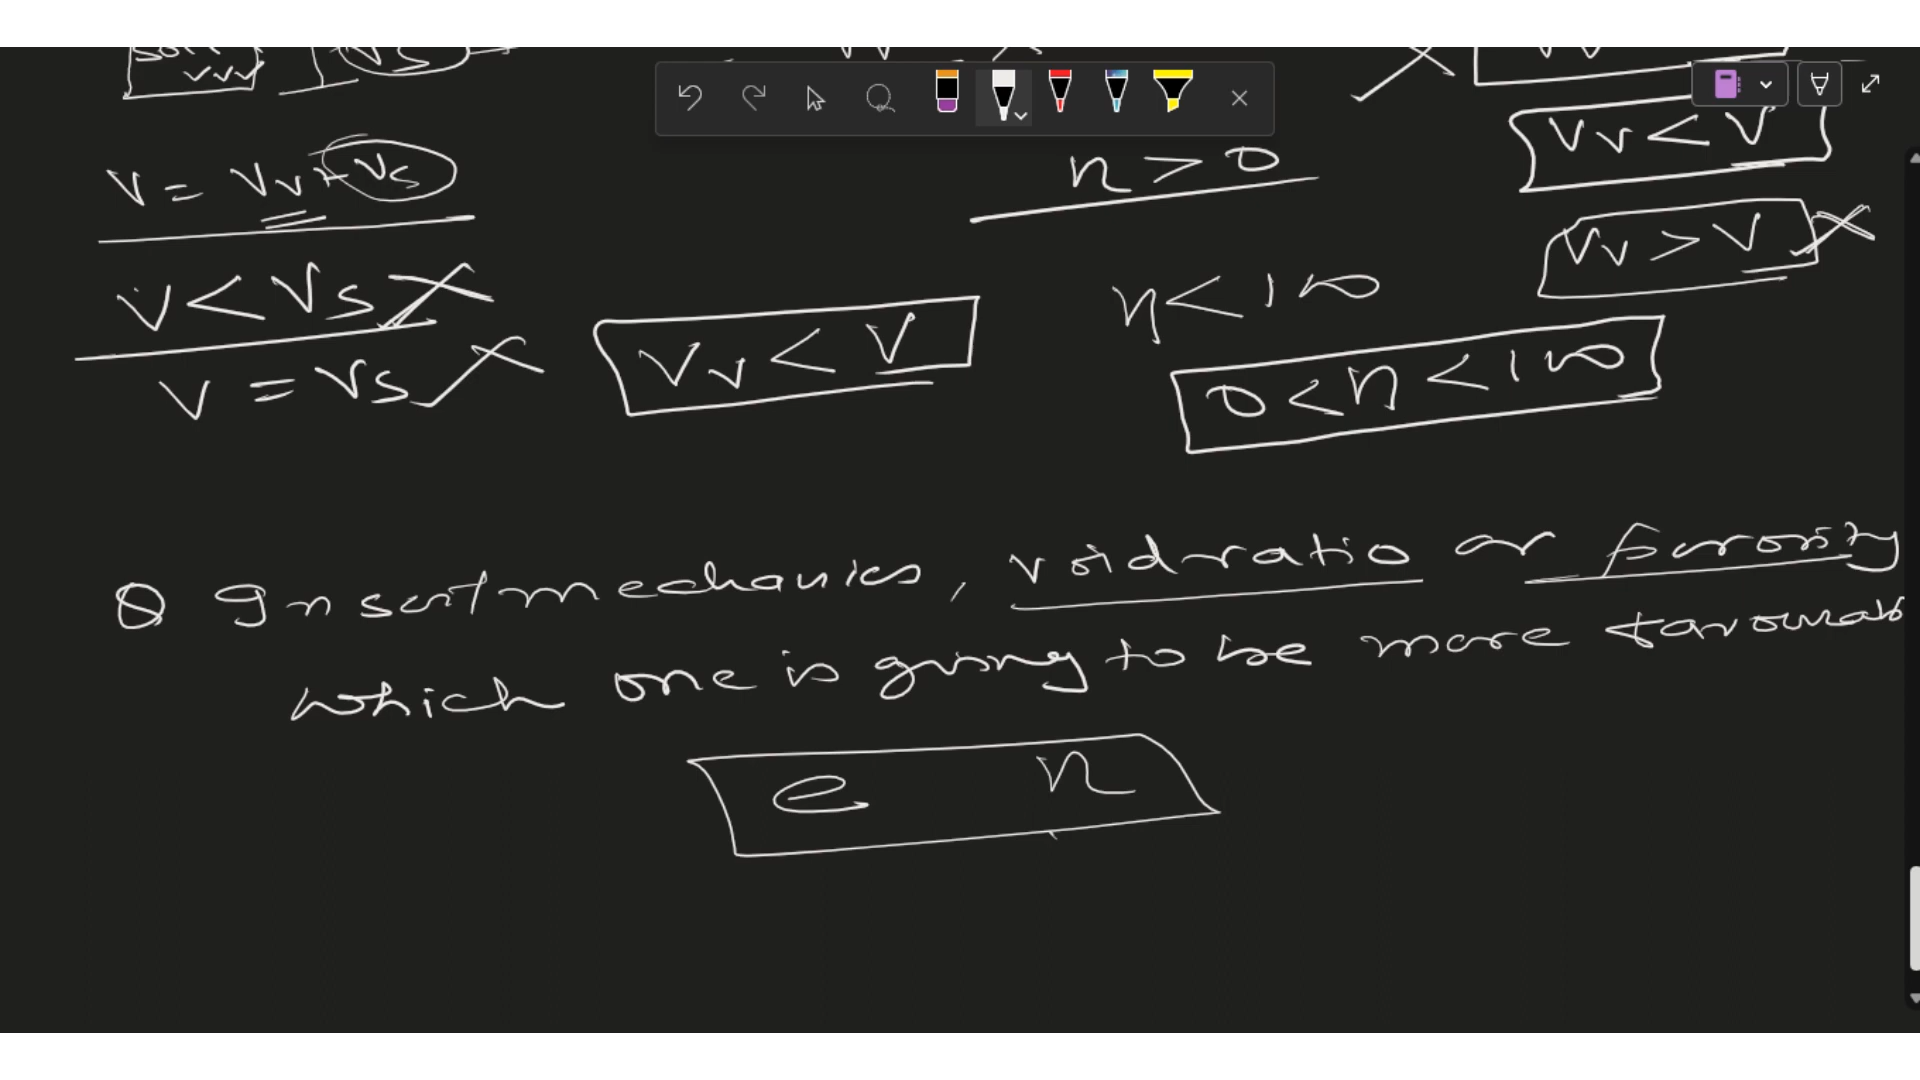 V = Vv + Vs
V < Vs
V = Vs
Vv < V
n > 0
n < 100
0 < n < 100
Vv < V
Vv > V
Q In soil mechanics, void ratio or porosity
which one is going to be more favourab
e n